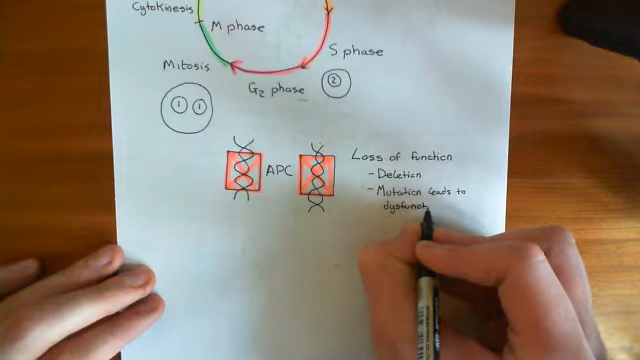 Cytokinesis
M phase
S phase
Mitosis
2
G2 phase
1 1
APC
Loss of function
- Deletion
- Mutation leads to
dysfunct